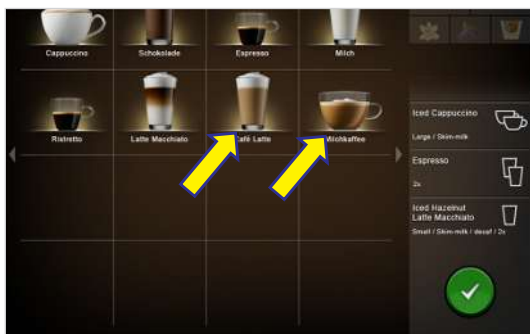 Cappuccino
Schokolade
Espresso
Milch
Ristretto
Latte Macchiato
Café Latte
Milchkaffee
Iced Cappuccino
Large / Skim-milk
Espresso
2x
Iced Hazelnut
Latte Macchiato
Small / Skim-milk / decaf / 2x